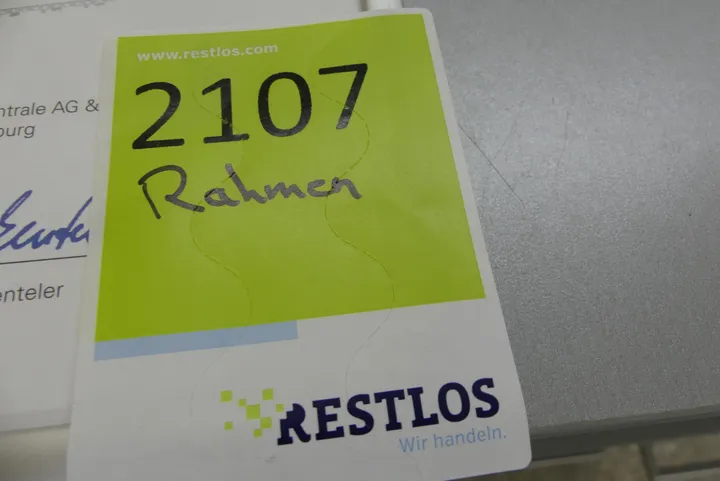 www.restlos.com
2107
Rahmen
ntrale AG &
burg
enteler
RESTLOS
Wir handeln.